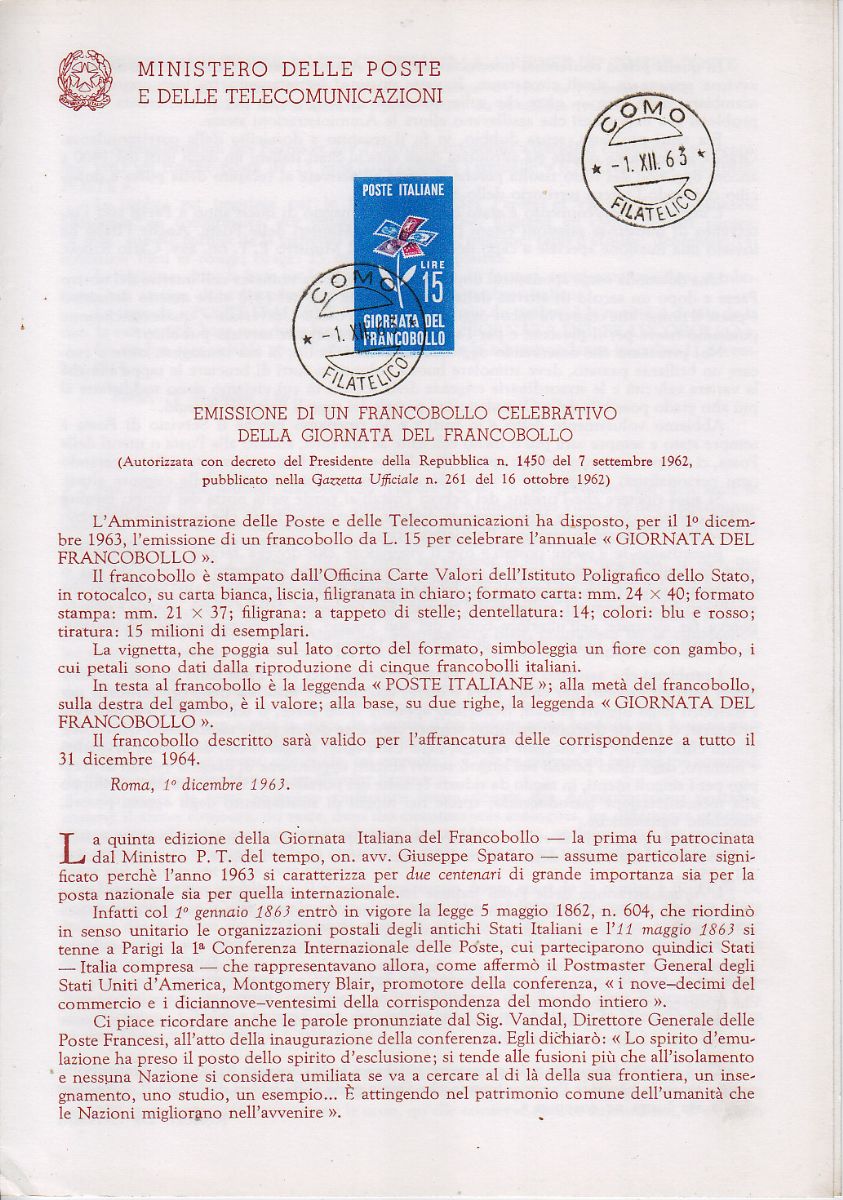 MINISTERO DELLE POSTE
E DELLE TELECOMUNICAZIONI
COMO
* -1. XII. 63 *
FILATELICO
POSTE ITALIANE
LIRE
15
GIORNATA DEL
FRANCOBOLLO
COMO
* -1. XII. 63 *
FILATELICO
EMISSIONE DI UN FRANCOBOLLO CELEBRATIVO
DELLA GIORNATA DEL FRANCOBOLLO
(Autorizzata con decreto del Presidente della Repubblica n. 1450 del 7 settembre 1962,
pubblicato nella Gazzetta Ufficiale n. 261 del 16 ottobre 1962)
L'Amministrazione delle Poste e delle Telecomunicazioni ha disposto, per il 1º dicem-
bre 1963, l'emissione di un francobollo da L. 15 per celebrare l'annuale « GIORNATA DEL
FRANCOBOLLO ».
Il francobollo è stampato dall'Officina Carte Valori dell'Istituto Poligrafico dello Stato,
in rotocalco, su carta bianca, liscia, filigranata in chiaro; formato carta: mm. 24 × 40; formato
stampa: mm. 21 × 37; filigrana: a tappeto di stelle; dentellatura: 14; colori: blu e rosso;
tiratura: 15 milioni di esemplari.
La vignetta, che poggia sul lato corto del formato, simboleggia un fiore con gambo, i
cui petali sono dati dalla riproduzione di cinque francobolli italiani.
In testa al francobollo è la leggenda « POSTE ITALIANE »; alla metà del francobollo,
sulla destra del gambo, è il valore; alla base, su due righe, la leggenda « GIORNATA DEL
FRANCOBOLLO ».
Il francobollo descritto sarà valido per l'affrancatura delle corrispondenze a tutto il
31 dicembre 1964.
Roma, 1º dicembre 1963.
La quinta edizione della Giornata Italiana del Francobollo — la prima fu patrocinata
dal Ministro P. T. del tempo, on. avv. Giuseppe Spataro — assume particolare signi-
ficato perchè l'anno 1963 si caratterizza per due centenari di grande importanza sia per la
posta nazionale sia per quella internazionale.
Infatti col 1º gennaio 1863 entrò in vigore la legge 5 maggio 1862, n. 604, che riordinò
in senso unitario le organizzazioni postali degli antichi Stati Italiani e l'11 maggio 1863 si
tenne a Parigi la 1ª Conferenza Internazionale delle Poste, cui parteciparono quindici Stati
— Italia compresa — che rappresentavano allora, come affermò il Postmaster General degli
Stati Uniti d'America, Montgomery Blair, promotore della conferenza, « i nove-decimi del
commercio e i diciannove-ventesimi della corrispondenza del mondo intiero ».
Ci piace ricordare anche le parole pronunziate dal Sig. Vandal, Direttore Generale delle
Poste Francesi, all'atto della inaugurazione della conferenza. Egli dichiarò: « Lo spirito d'emu-
lazione ha preso il posto dello spirito d'esclusione; si tende alle fusioni più che all'isolamento
e nessuna Nazione si considera umiliata se va a cercare al di là della sua frontiera, un inse-
gnamento, uno studio, un esempio... È attingendo nel patrimonio comune dell'umanità che
le Nazioni migliorano nell'avvenire ».